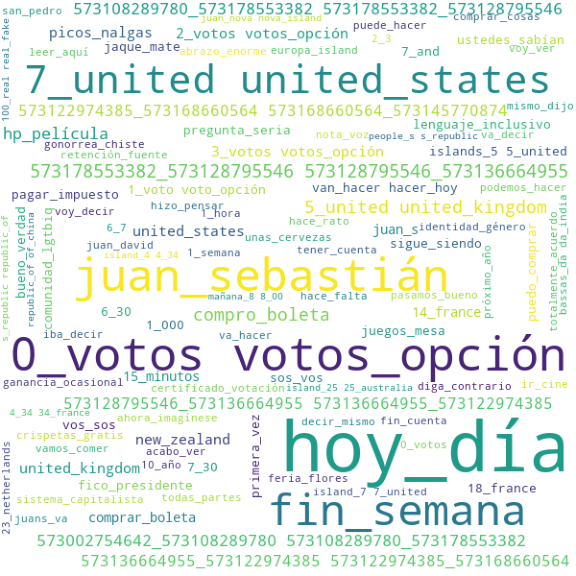 san_pedro 573108289780_573178553382 573178553382_573128795546
juan_nova nova_island comprar_cosas
picos_nalgas 2_votos votos_opción puede_hacer
100_real real_fake
leer_aquí jaque_mate abrazo_enorme europa_island 2_3 7_and ustedes_sabían
voy_ver
7_united united_states
573122974385_573168660564 573168660564_573145770874 mismo_dijo
hp_película pregunta_seria nota_voz lenguaje_inclusivo
people_s s_republic va_decir
gonorrea_chiste
retención_fuente 3_votos votos_opción islands_5 5_united
573178553382_573128795546 573128795546_573136664955
pagar_impuesto 1_voto voto_opción van_hacer hacer_hoy podemos_hacer
voy_decir hizo_pensar 1_hora 5_united united_kingdom
s_republic republic_of
republic_of of_china
bueno_verdad
comunidad_lgtbiq
6_7 united_states hace_rato juan_s identidad_género
juan_david unas_cervezas sigue_siendo
island_4 4_34 1_semana tener_cuenta
juan_sebastián
próximo_año
puedo_comprar
totalmente_acuerdo
bassas_da da_india
mañana_8 8_00 hace_falta pasamos_bueno
6_30 1_000 compro_boleta 14_france
iba_decir va_hacer juegos_mesa
0_votos votos_opción
ganancia_ocasional 15_minutos sos_vos diga_contrario ir_cine
certificado_votación island_25 25_australia
573128795546_573136664955 573136664955_573122974385
4_34 34_france ahora_imagínese decir_mismo fin_cuenta
crispetas_gratis vos_sos
new_zealand primera_vez hoy_día 0_votos
vamos_comer acabo_ver
united_kingdom 10_año 7_30
23_netherlands
sistema_capitalista fico_presidente todas_partes feria_flores
island_7 7_united 18_france
fin_semana
juans_va comprar_boleta
573002754642_573108289780 573108289780_573178553382
573136664955_573122974385 573122974385_573168660564